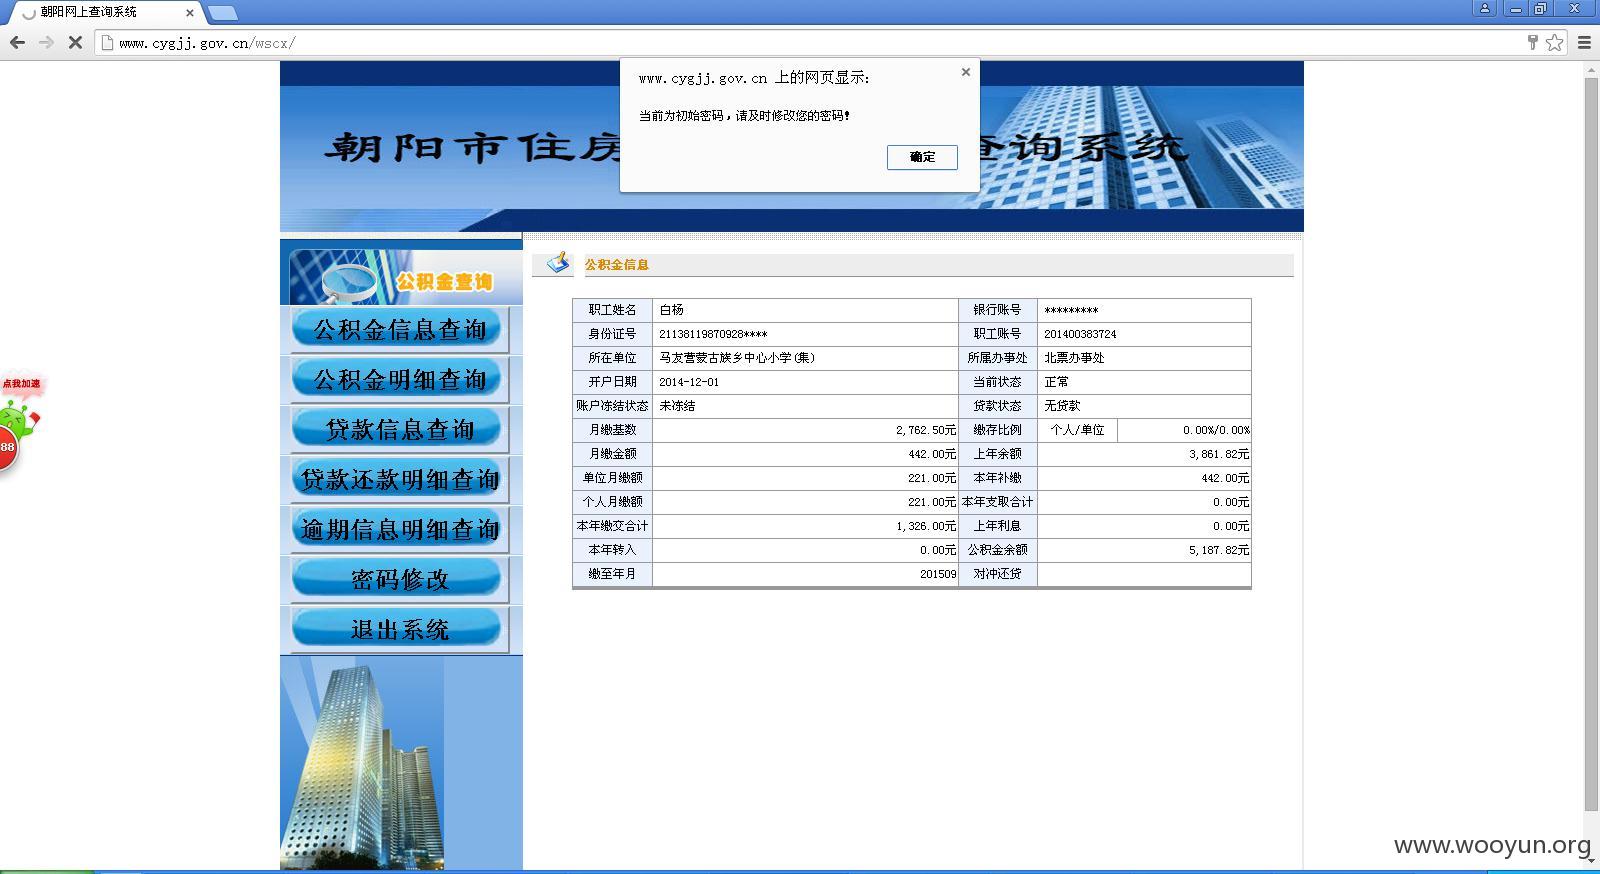 朝阳网上查询系统
www.cygjj.gov.cn/wscx/
www.cygjj.gov.cn 上的网页显示:
当前为初始密码，请及时修改您的密码!
确定
朝阳市住房 查询系统
公积金查询
公积金信息查询
公积金明细查询
贷款信息查询
贷款还款明细查询
逾期信息明细查询
密码修改
退出系统
点我加速
88
公积金信息
职工姓名 白杨 银行账号 *********
身份证号 21138119870928**** 职工账号 201400383724
所在单位 马友营蒙古族乡中心小学(集) 所属办事处 北票办事处
开户日期 2014-12-01 当前状态 正常
账户冻结状态 未冻结 贷款状态 无贷款
月缴基数 2,762.50元 缴存比例 个人/单位 0.00%/0.00%
月缴金额 442.00元 上年余额 3,861.82元
单位月缴额 221.00元 本年补缴 442.00元
个人月缴额 221.00元 本年支取合计 0.00元
本年缴交合计 1,326.00元 上年利息 0.00元
本年转入 0.00元 公积金余额 5,187.82元
缴至年月 201509 对冲还贷
www.wooyun.org